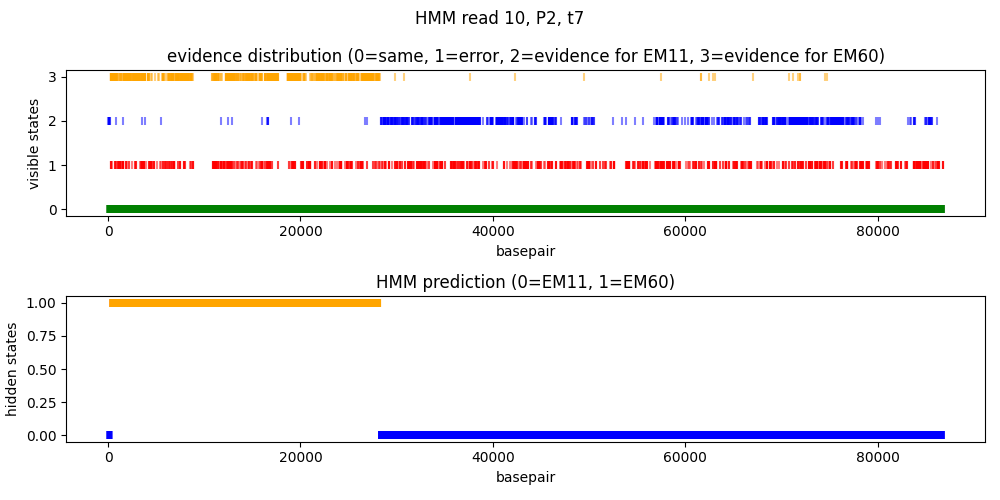 HMM read 10, P2, t7
evidence distribution (0=same, 1=error, 2=evidence for EM11, 3=evidence for EM60)
visible states
3
2
1
0
0 20000 40000 60000 80000
basepair
HMM prediction (0=EM11, 1=EM60)
hidden states
1.00
0.75
0.50
0.25
0.00
0 20000 40000 60000 80000
basepair